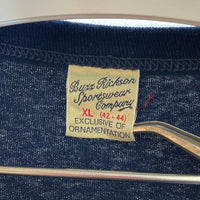 Buzz Rickson
Sportswear
Company
XL (42-44)
EXCLUSIVE OF
ORNAMENTATION